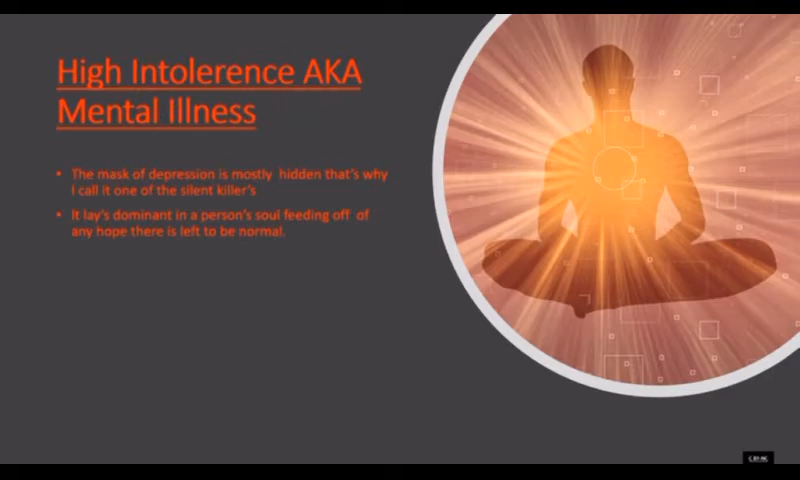 High Intolerence AKA
Mental Illness
• The mask of depression is mostly hidden that's why
I call it one of the silent killer's
• It lay's dominant in a person's soul feeding off of
any hope there is left to be normal.